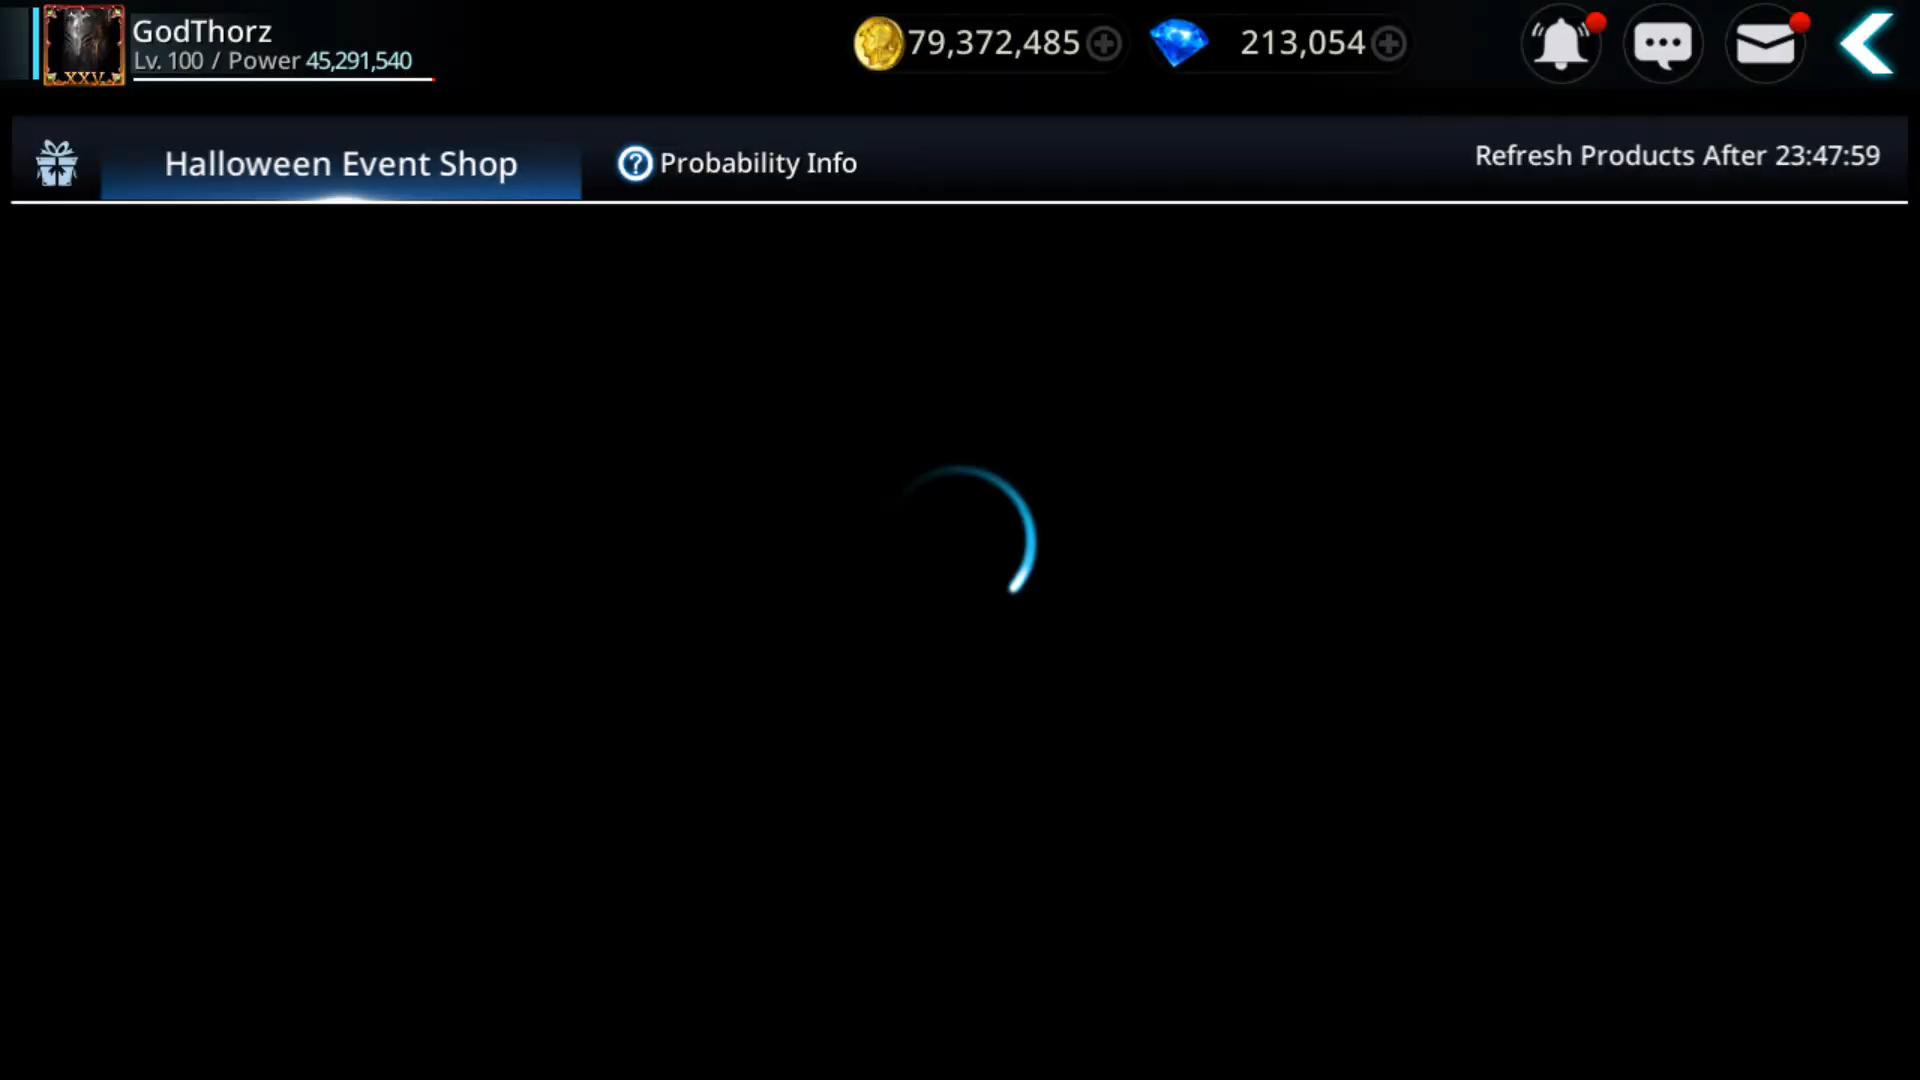 GodThorz
Lv. 100 / Power 45,291,540
XXV
79,372,485
213,054
Halloween Event Shop
? Probability Info
Refresh Products After 23:47:59